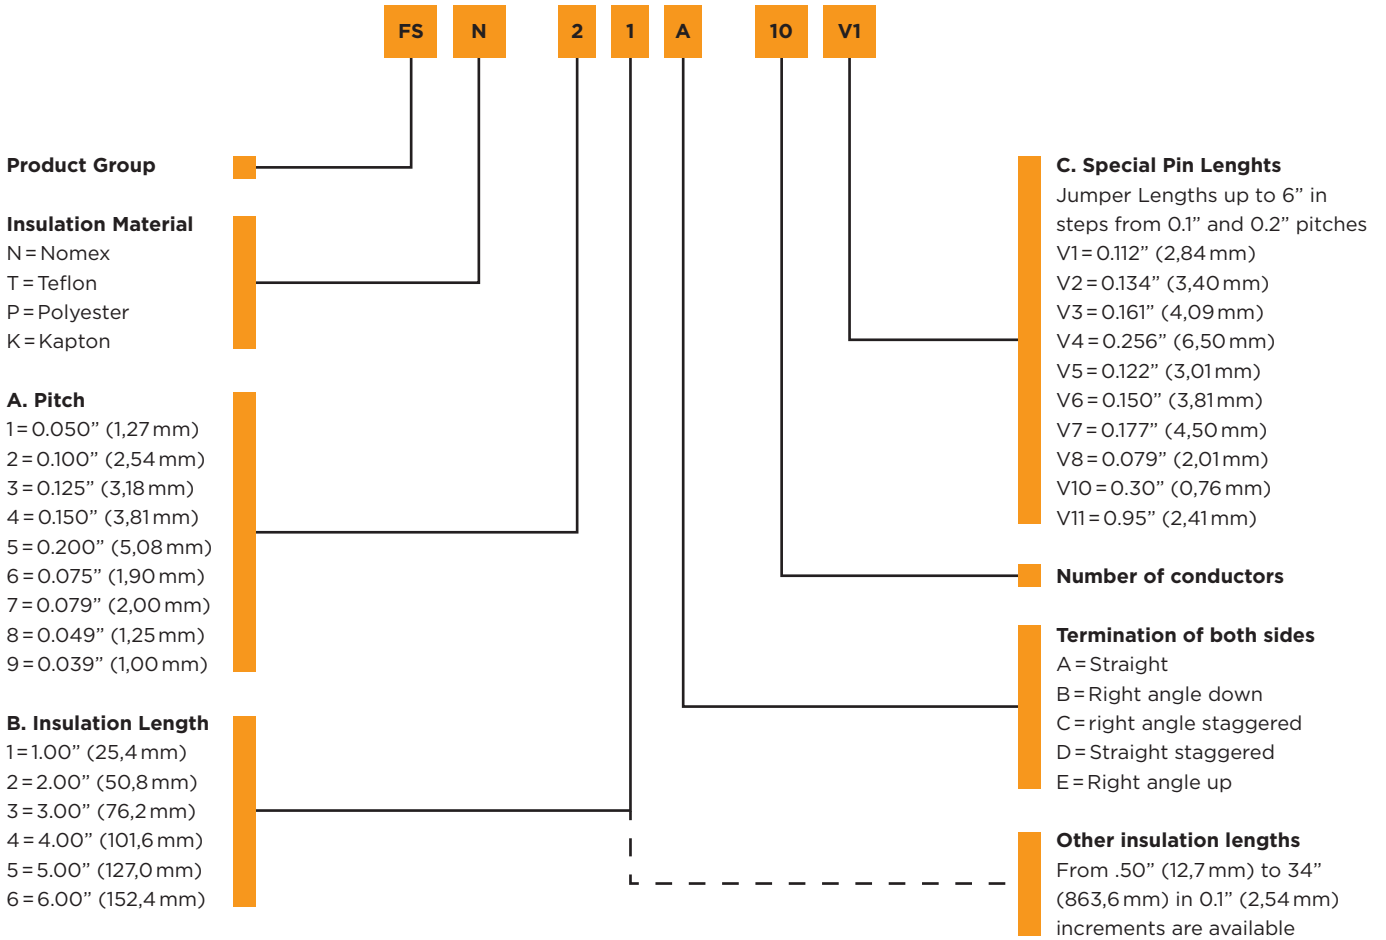 FS N 2 1 A 10 V1
Product Group
Insulation Material
N = Nomex
T = Teflon
P = Polyester
K = Kapton
A. Pitch
1 = 0.050” (1,27 mm)
2 = 0.100” (2,54 mm)
3 = 0.125” (3,18 mm)
4 = 0.150” (3,81 mm)
5 = 0.200” (5,08 mm)
6 = 0.075” (1,90 mm)
7 = 0.079” (2,00 mm)
8 = 0.049” (1,25 mm)
9 = 0.039” (1,00 mm)
B. Insulation Length
1 = 1.00” (25,4 mm)
2 = 2.00” (50,8 mm)
3 = 3.00” (76,2 mm)
4 = 4.00” (101,6 mm)
5 = 5.00” (127,0 mm)
6 = 6.00” (152,4 mm)
C. Special Pin Lenghts
Jumper Lengths up to 6” in
steps from 0.1” and 0.2” pitches
V1 = 0.112” (2,84 mm)
V2 = 0.134” (3,40 mm)
V3 = 0.161” (4,09 mm)
V4 = 0.256” (6,50 mm)
V5 = 0.122” (3,01 mm)
V6 = 0.150” (3,81 mm)
V7 = 0.177” (4,50 mm)
V8 = 0.079” (2,01 mm)
V10 = 0.30” (0,76 mm)
V11 = 0.95” (2,41 mm)
Number of conductors
Termination of both sides
A = Straight
B = Right angle down
C = right angle staggered
D = Straight staggered
E = Right angle up
Other insulation lengths
From .50” (12,7 mm) to 34”
(863,6 mm) in 0.1” (2,54 mm)
increments are available